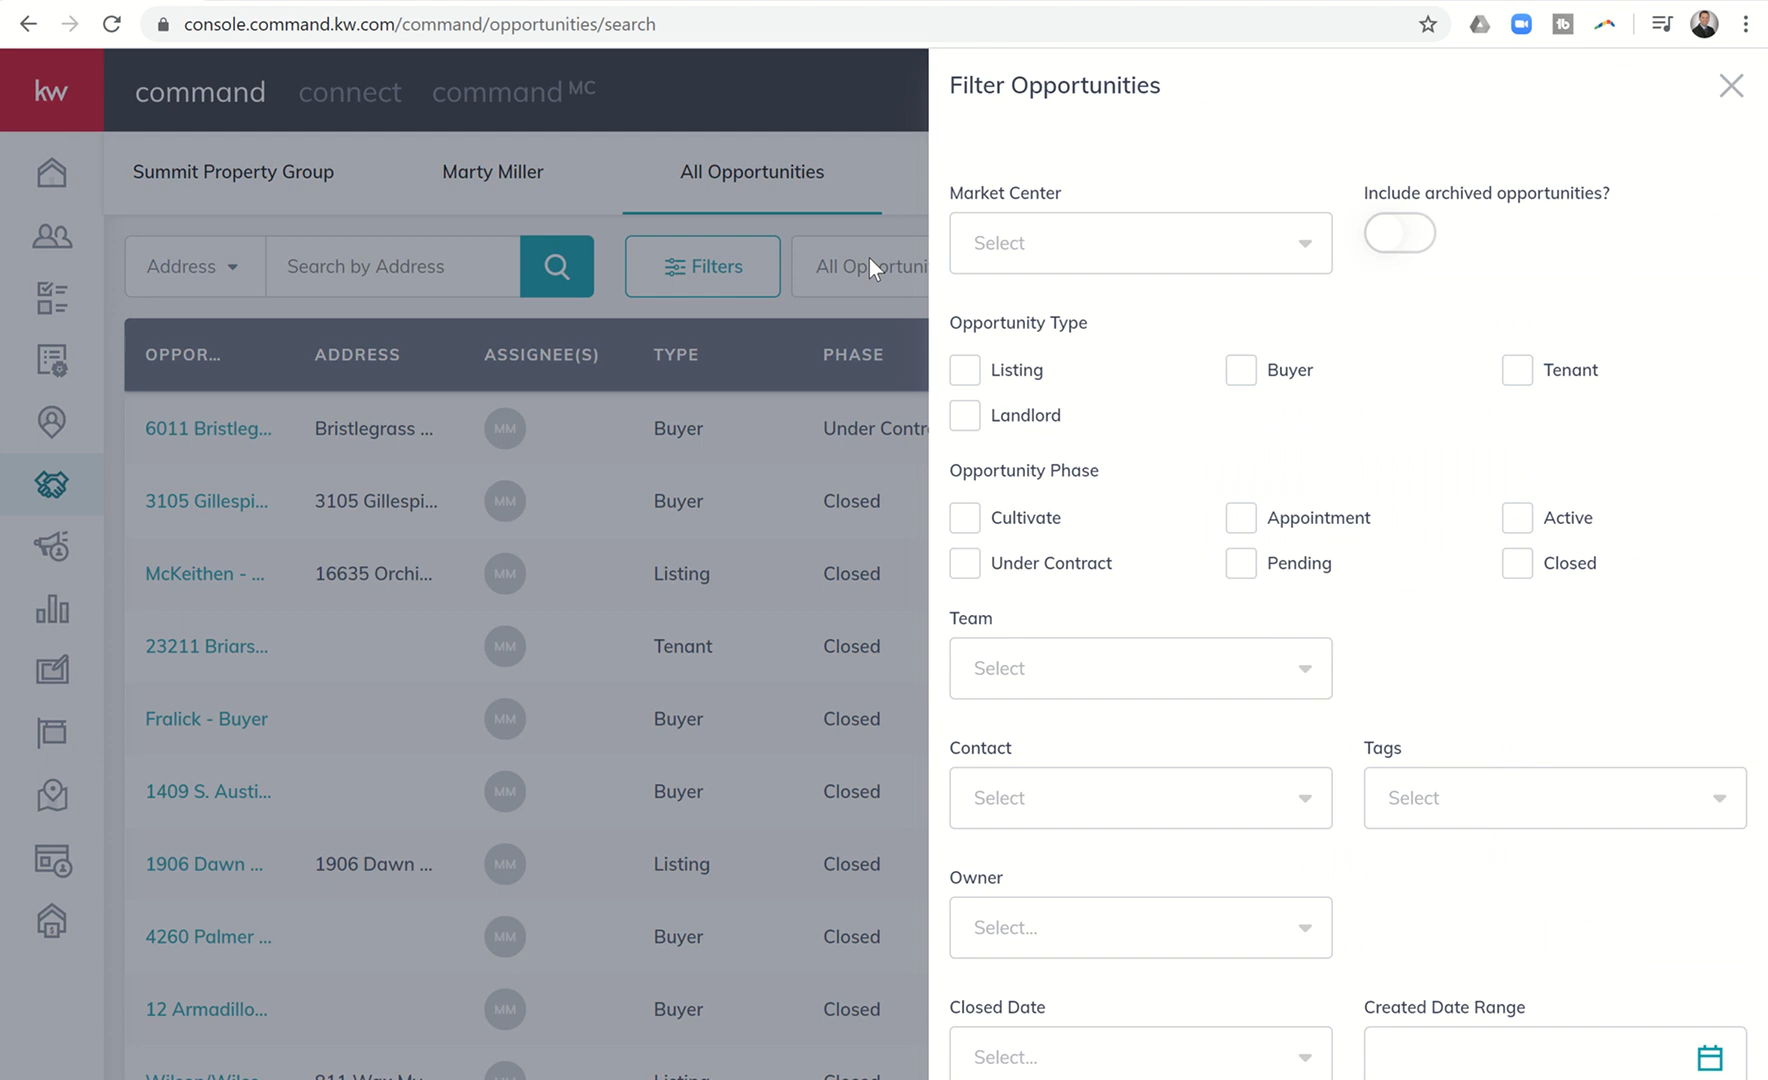 console.command.kw.com/command/opportunities/search
kw
command
connect
command MC
Summit Property Group
Marty Miller
All Opportunities
Address
Search by Address
Filters
All Opportuni
OPPOR...
ADDRESS
ASSIGNEE(S)
TYPE
PHASE
6011 Bristleg... Bristlegrass ... MM Buyer Under Contr
3105 Gillespi... 3105 Gillespi... MM Buyer Closed
McKeithen - ... 16635 Orchi... MM Listing Closed
23211 Briars... MM Tenant Closed
Fralick - Buyer MM Buyer Closed
1409 S. Austi... MM Buyer Closed
1906 Dawn ... 1906 Dawn ... MM Listing Closed
4260 Palmer ... MM Buyer Closed
12 Armadillo... MM Buyer Closed
Filter Opportunities
Market Center
Select
Include archived opportunities?
Opportunity Type
Listing
Buyer
Tenant
Landlord
Opportunity Phase
Cultivate
Appointment
Active
Under Contract
Pending
Closed
Team
Select
Contact
Select
Tags
Select
Owner
Select...
Closed Date
Select...
Created Date Range